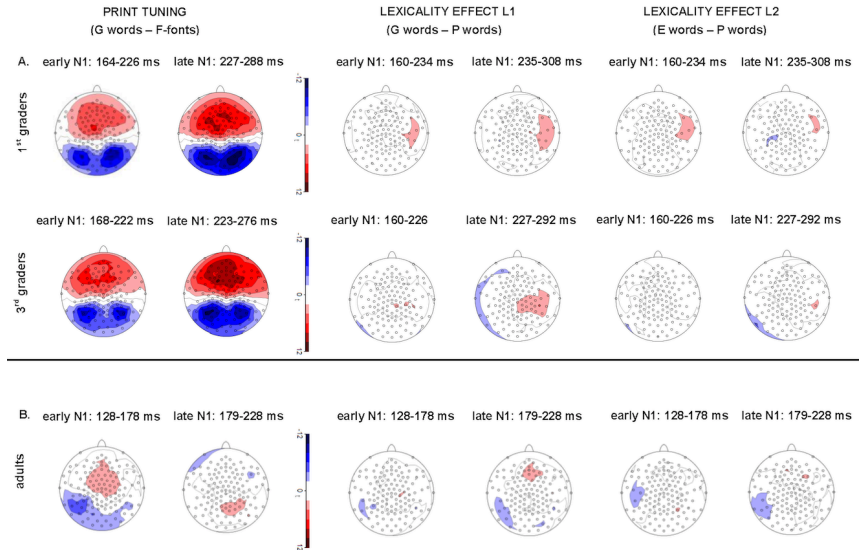 PRINT TUNING
(G words – F-fonts)
LEXICALITY EFFECT L1
(G words – P words)
LEXICALITY EFFECT L2
(E words – P words)
A.
early N1: 164-226 ms
late N1: 227-288 ms
early N1: 160-234 ms
late N1: 235-308 ms
early N1: 160-234 ms
late N1: 235-308 ms
1st graders
-12
0
1
12
early N1: 168-222 ms
late N1: 223-276 ms
early N1: 160-226
late N1: 227-292 ms
early N1: 160-226 ms
late N1: 227-292 ms
3rd graders
-12
0
1
12
B.
early N1: 128-178 ms
late N1: 179-228 ms
early N1: 128-178 ms
late N1: 179-228 ms
early N1: 128-178 ms
late N1: 179-228 ms
adults
-12
0
1
12